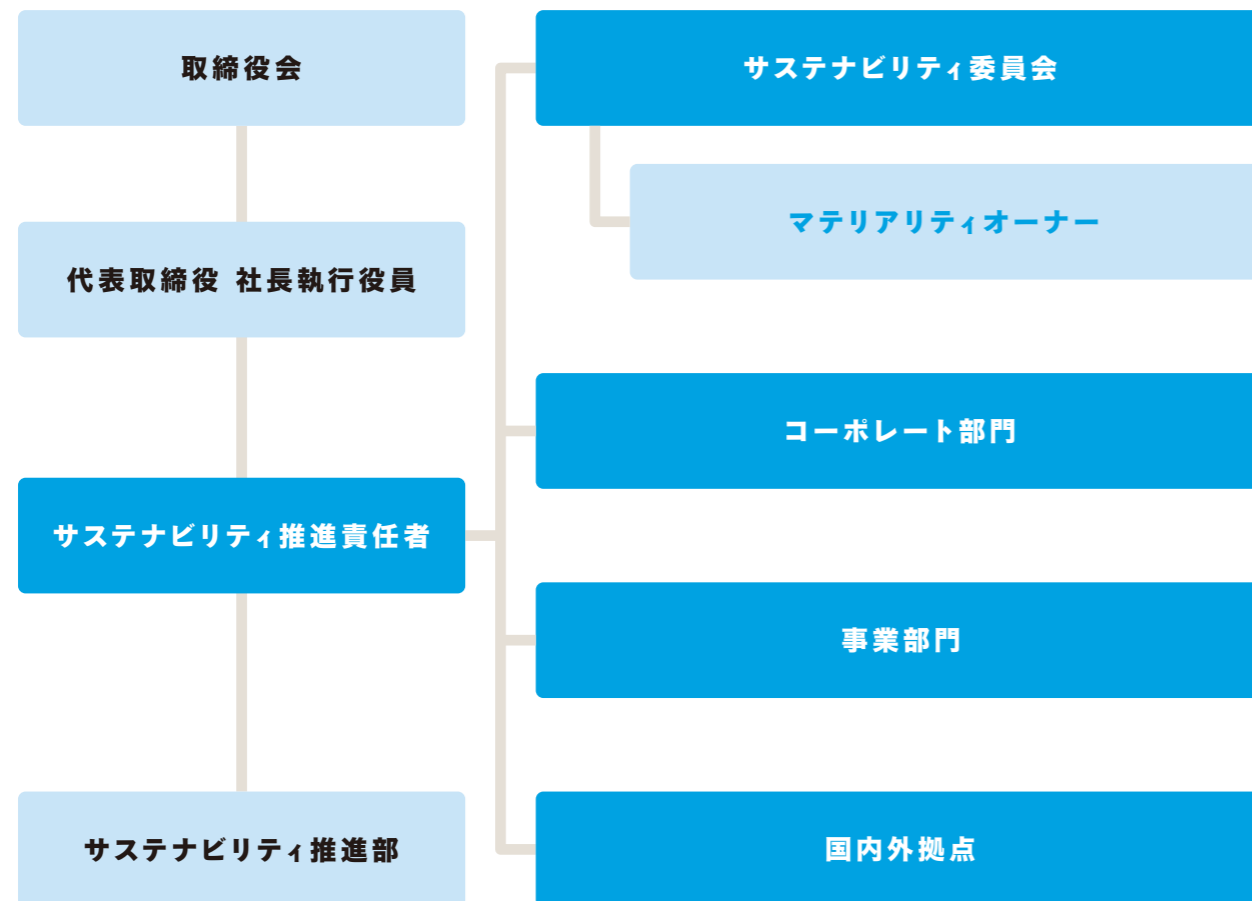 取締役会
代表取締役 社長執行役員
サステナビリティ推進責任者
サステナビリティ推進部
サステナビリティ委員会
マテリアリティオーナー
コーポレート部門
事業部門
国内外拠点